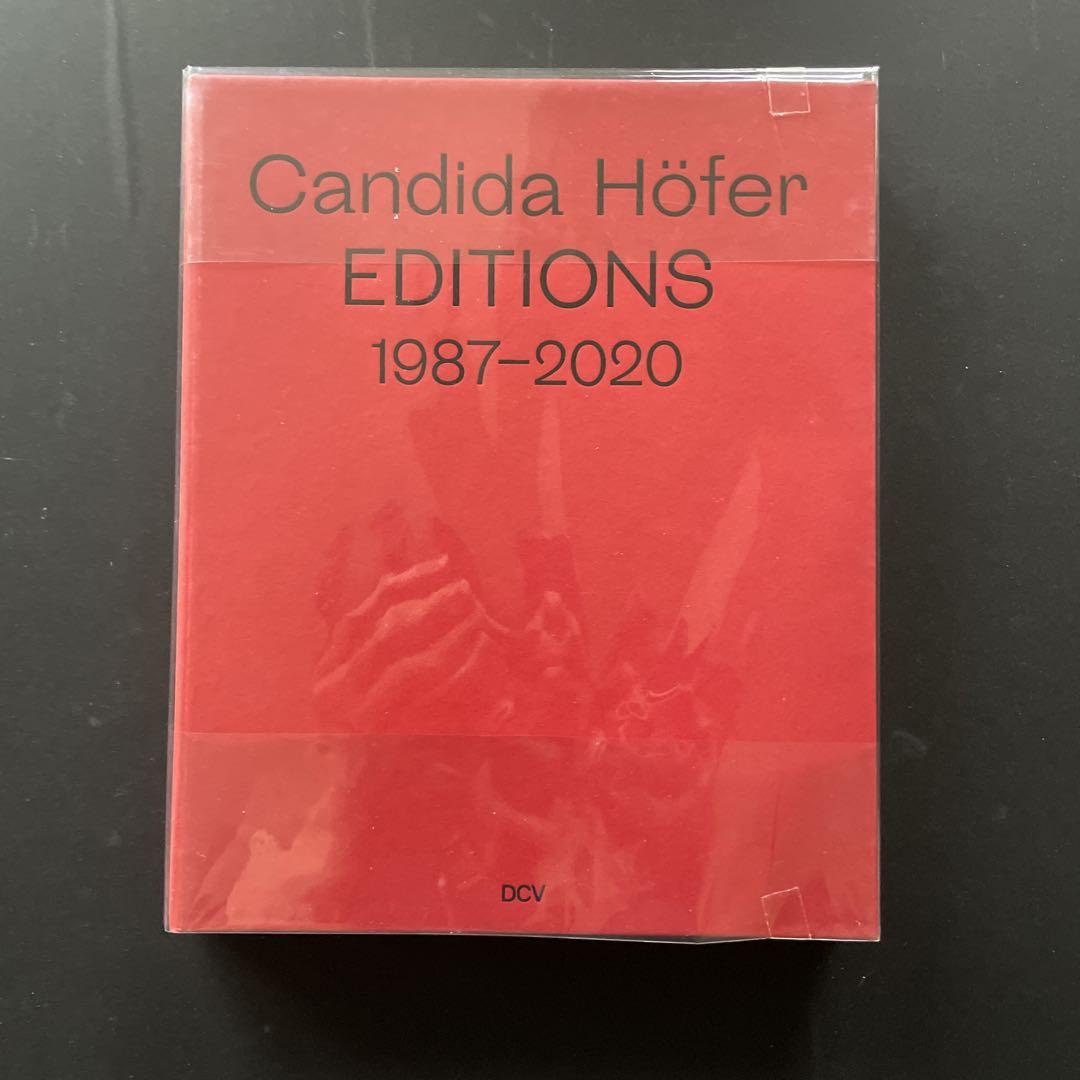 Candida Höfer
EDITIONS
1987–2020
DCV